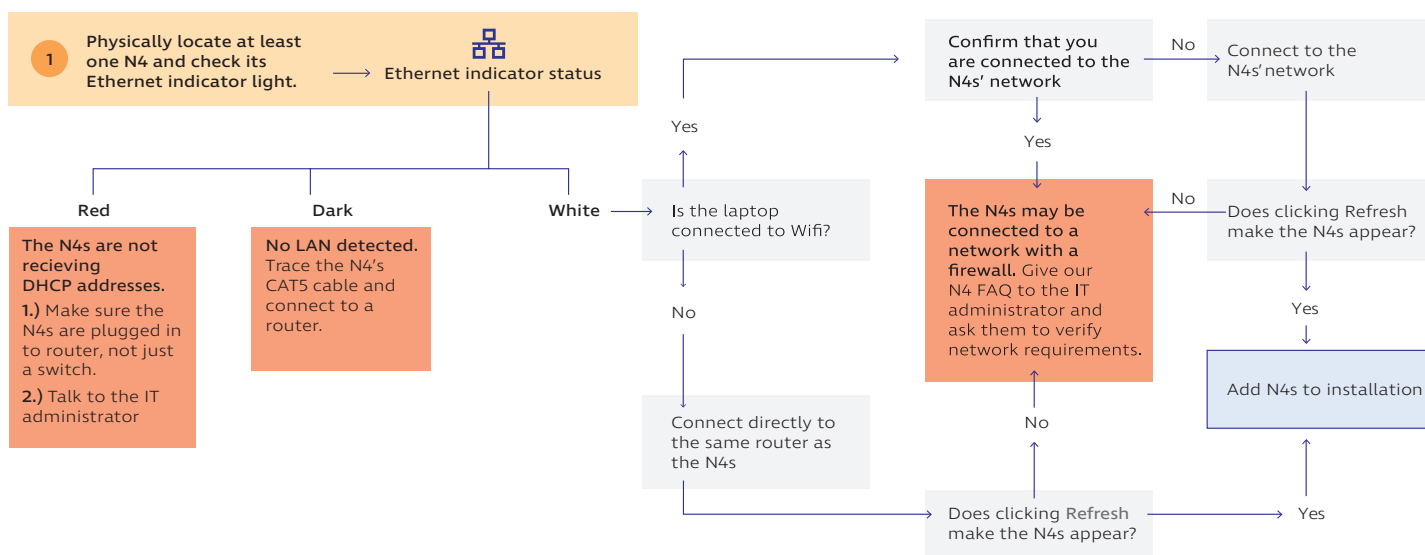 1
Physically locate at least
one N4 and check its
Ethernet indicator light.
Ethernet indicator status
Red
The N4s are not
recieving
DHCP addresses.
1.) Make sure the
N4s are plugged in
to router, not just
a switch.
2.) Talk to the IT
administrator
Dark
No LAN detected.
Trace the N4's
CAT5 cable and
connect to a
router.
White
Is the laptop
connected to Wifi?
Yes
No
Confirm that you
are connected to the
N4s' network
No
Connect to the
N4s' network
Yes
The N4s may be
connected to a
network with a
firewall. Give our
N4 FAQ to the IT
administrator and
ask them to verify
network requirements.
No
Does clicking Refresh
make the N4s appear?
Yes
Add N4s to installation
Connect directly to
the same router as
the N4s
Does clicking Refresh
make the N4s appear?
No
Yes